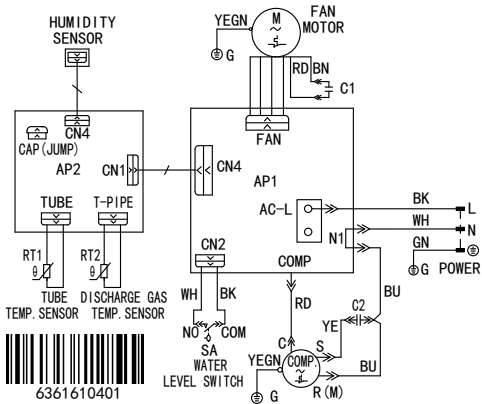 HUMIDITY
SENSOR
YEGN
M
~
FAN
MOTOR
G
RD BN
C1
CN4
CAP (JUMP)
AP2
CN1
CN4
FAN
AP1
TUBE
T-PIPE
AC-L
BK
L
WH
N
N1
GN
G
POWER
CN2
COMP
RT1
θ
RT2
θ
TUBE
TEMP. SENSOR
DISCHARGE GAS
TEMP. SENSOR
WH
BK
RD
BU
C2
YE
NO
COM
SA
WATER
LEVEL SWITCH
C
S
COMP.
~
YEGN
BU
R (M)
G
6361610401